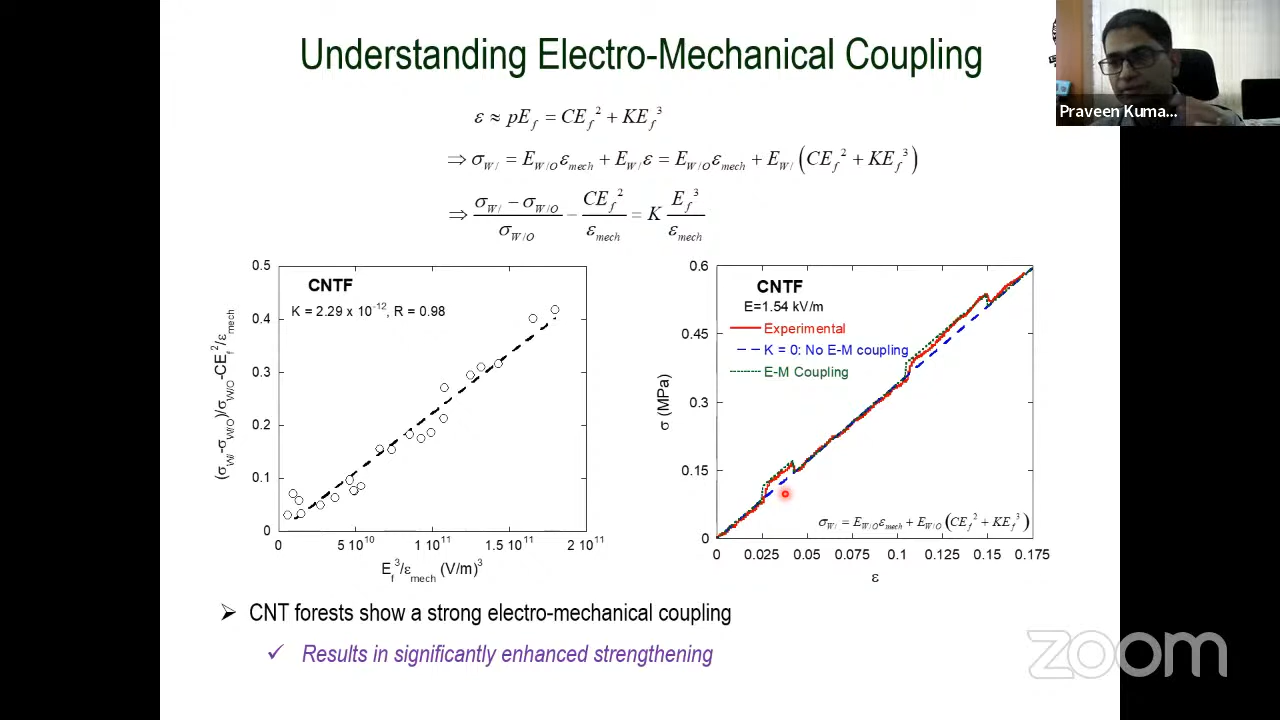 Understanding Electro-Mechanical Coupling
Praveen Kuma...
ε ≈ pE_f = CE_f^2 + KE_f^3
⇒ σ_W/ = E_W/O ε_mech + E_W/ ε = E_W/O ε_mech + E_W/ (CE_f^2 + KE_f^3)
⇒ (σ_W/ − σ_W/O)/σ_W/O − CE_f^2/ε_mech = K E_f^3/ε_mech
CNTF
K = 2.29 x 10^-12, R = 0.98
0.5
0.4
0.3
0.2
0.1
0
(σ_W/-σ_W/O)/σ_W/O-CE_f^2/ε_mech
0 5 10^10 1 10^11 1.5 10^11 2 10^11
E_f^3/ε_mech (V/m)^3
CNTF
E=1.54 kV/m
Experimental
K = 0: No E-M coupling
E-M Coupling
0.6
0.45
0.3
0.15
0
σ (MPa)
σ_W/ = E_W/O ε_mech + E_W/O (CE_f^2 + KE_f^3)
0 0.025 0.05 0.075 0.1 0.125 0.15 0.175
ε
➢ CNT forests show a strong electro-mechanical coupling
✓ Results in significantly enhanced strengthening
zoom